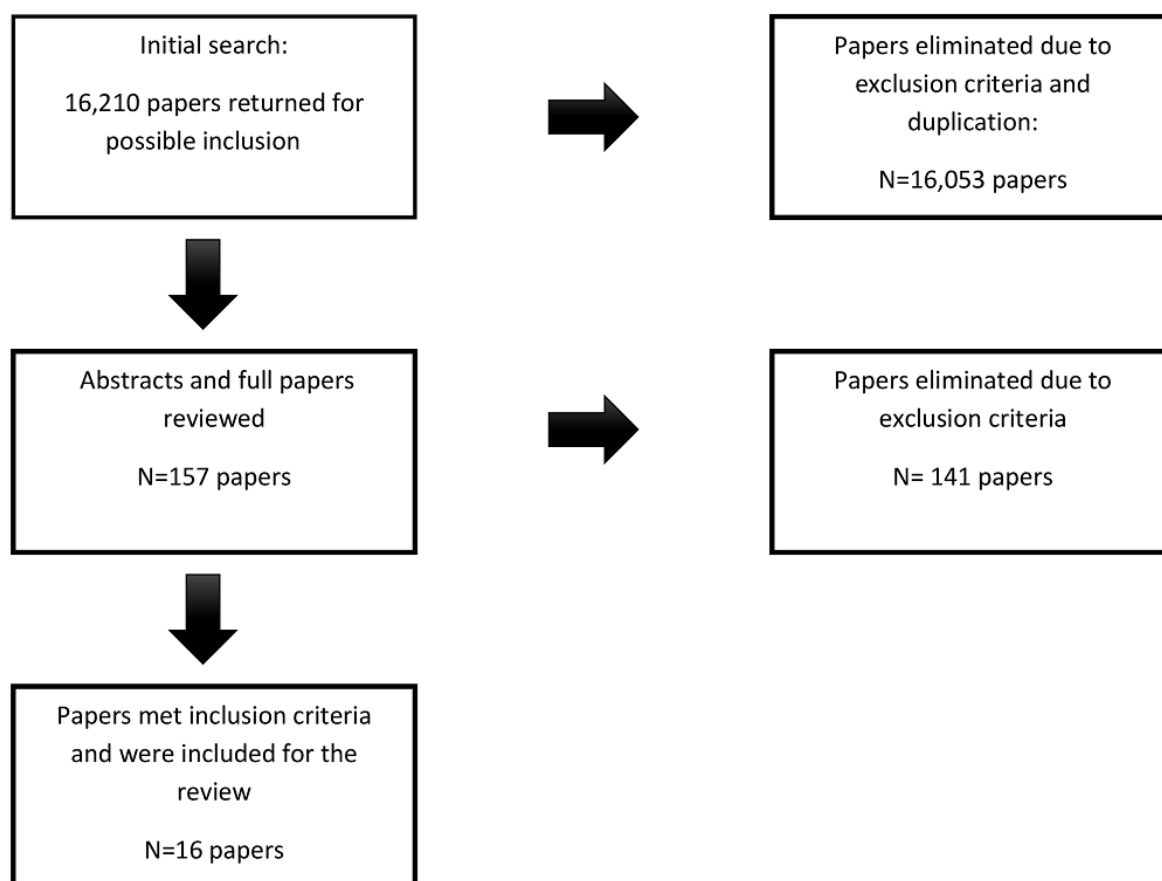 Initial search:
16,210 papers returned for
possible inclusion
Papers eliminated due to
exclusion criteria and
duplication:
N=16,053 papers
Abstracts and full papers
reviewed
N=157 papers
Papers eliminated due to
exclusion criteria
N= 141 papers
Papers met inclusion criteria
and were included for the
review
N=16 papers